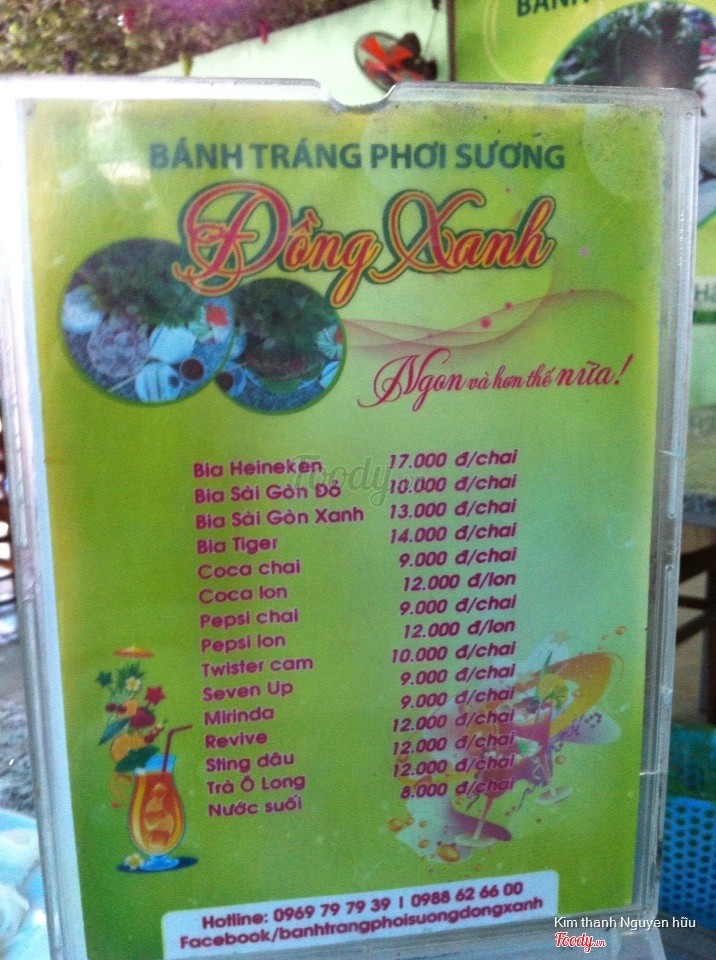 BÁNH
BÁNH TRÁNG PHƠI SƯƠNG
Đồng Xanh
Ngon và hơn thế nữa!
Bia Heineken 17.000 đ/chai
Bia Sài Gòn Đỏ 10.000 đ/chai
Bia Sài Gòn Xanh 13.000 đ/chai
Bia Tiger 14.000 đ/chai
Coca chai 9.000 đ/chai
Coca lon 12.000 đ/lon
Pepsi chai 9.000 đ/chai
Pepsi lon 12.000 đ/lon
Twister cam 10.000 đ/chai
Seven Up 9.000 đ/chai
Mirinda 9.000 đ/chai
Revive 12.000 đ/chai
Sting dâu 12.000 đ/chai
Trà Ô Long 12.000 đ/chai
Nước suối 8.000 đ/chai
Foody.vn
Hotline: 0969 79 79 39 | 0988 62 66 00
Facebook/banhtrangphoisuongdongxanh
Kim thanh Nguyen hữu
Foody.vn